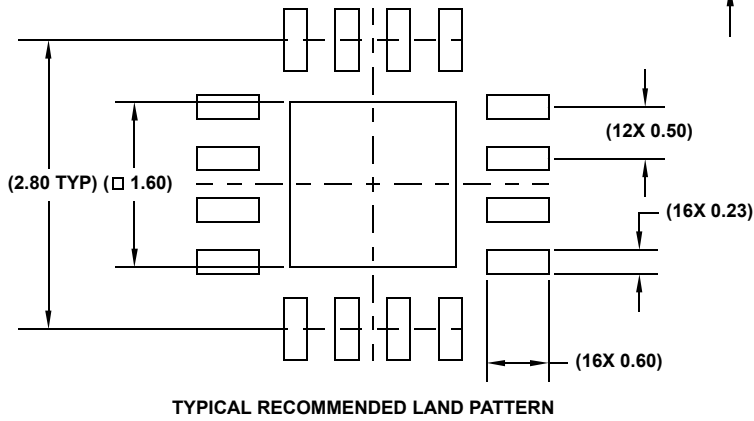 (12X 0.50)
(2.80 TYP) (□ 1.60)
(16X 0.23)
(16X 0.60)
TYPICAL RECOMMENDED LAND PATTERN